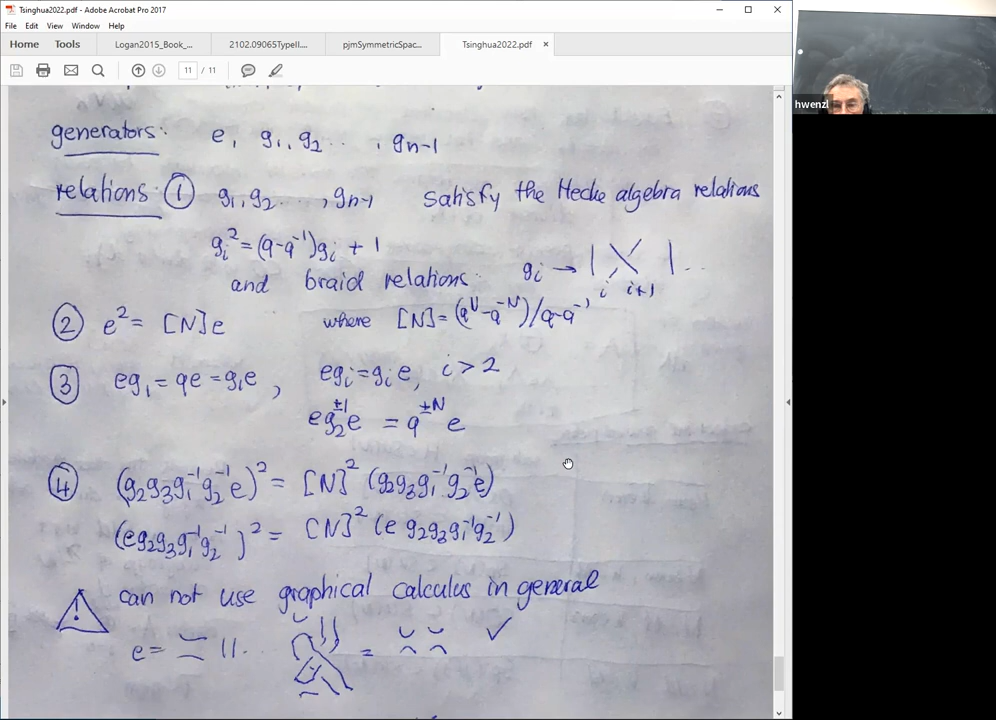 Tsinghua2022.pdf - Adobe Acrobat Pro 2017
File Edit View Window Help
Home Tools Logan2015_Book_... 2102.09065TypeII.... pjmSymmetricSpac... Tsinghua2022.pdf ×
11 / 11
hwenzl
generators: e, g₁, g₂ ... , gn-1
relations: ① g₁, g₂ ... , gn-1 satisfy the Hecke algebra relations
gᵢ² = (q-q⁻¹)gᵢ + 1
and braid relations. gᵢ → | X | ..
i i+1
② e² = [N]e where [N] = (q^N - q^-N)/q-q⁻¹
③ eg₁ = qe = g₁e , egᵢ = gᵢe, i > 2
eg₂^±1 e = q^±N e
④ (g₂g₃g₁⁻¹g₂⁻¹e)² = [N]² (g₂g₃g₁⁻¹g₂⁻¹e)
(eg₂g₃g₁⁻¹g₂⁻¹)² = [N]² (e g₂g₃g₁⁻¹g₂⁻¹)
! can not use graphical calculus in general
e = || .. = ✓